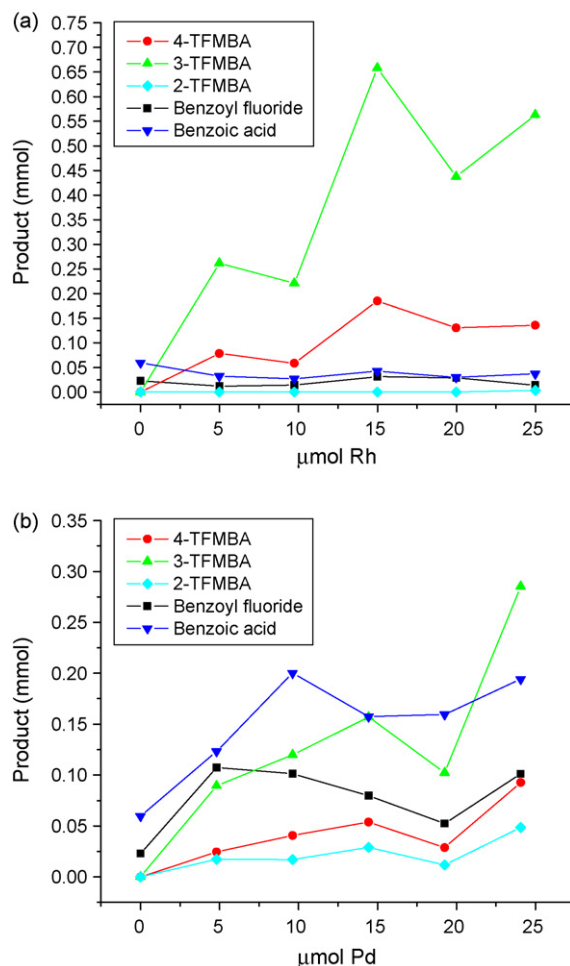 (a)
0.75
0.70
0.65
0.60
0.55
0.50
0.45
0.40
0.35
0.30
0.25
0.20
0.15
0.10
0.05
0.00
Product (mmol)
4-TFMBA
3-TFMBA
2-TFMBA
Benzoyl fluoride
Benzoic acid
0 5 10 15 20 25
μmol Rh
(b)
0.35
0.30
0.25
0.20
0.15
0.10
0.05
0.00
Product (mmol)
4-TFMBA
3-TFMBA
2-TFMBA
Benzoyl fluoride
Benzoic acid
0 5 10 15 20 25
μmol Pd